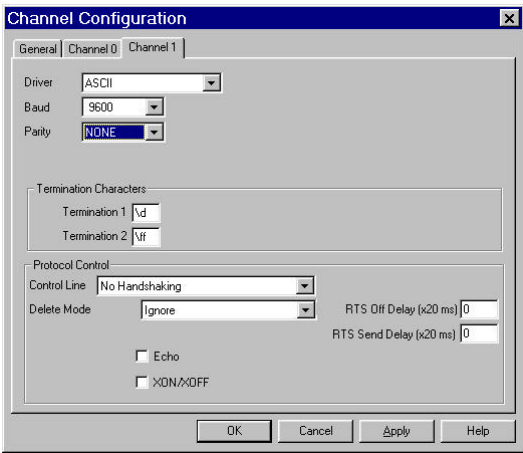 Channel Configuration
General Channel 0 Channel 1
Driver ASCII
Baud 9600
Parity NONE
Termination Characters
Termination 1 \d
Termination 2 \ff
Protocol Control
Control Line No Handshaking
Delete Mode Ignore RTS Off Delay (x20 ms) 0
RTS Send Delay (x20 ms) 0
Echo
XON/XOFF
OK Cancel Apply Help